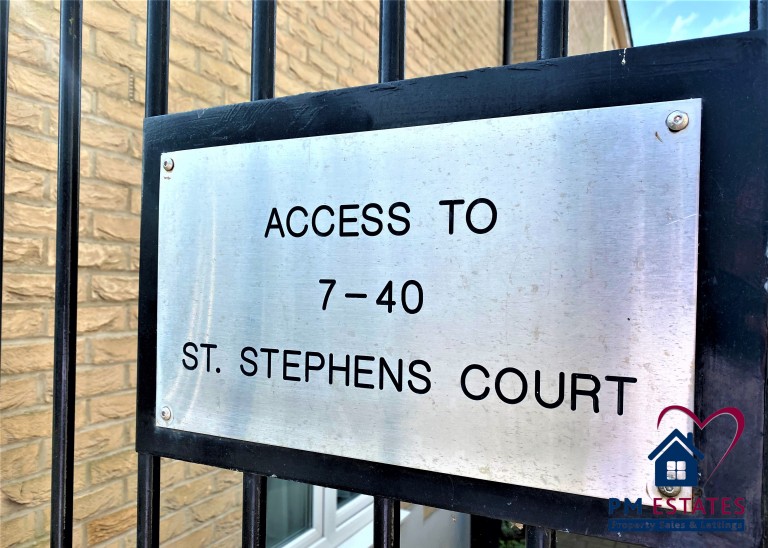 ACCESS TO
7-40
ST. STEPHENS COURT
PM ESTATES
Property Sales & Lettings